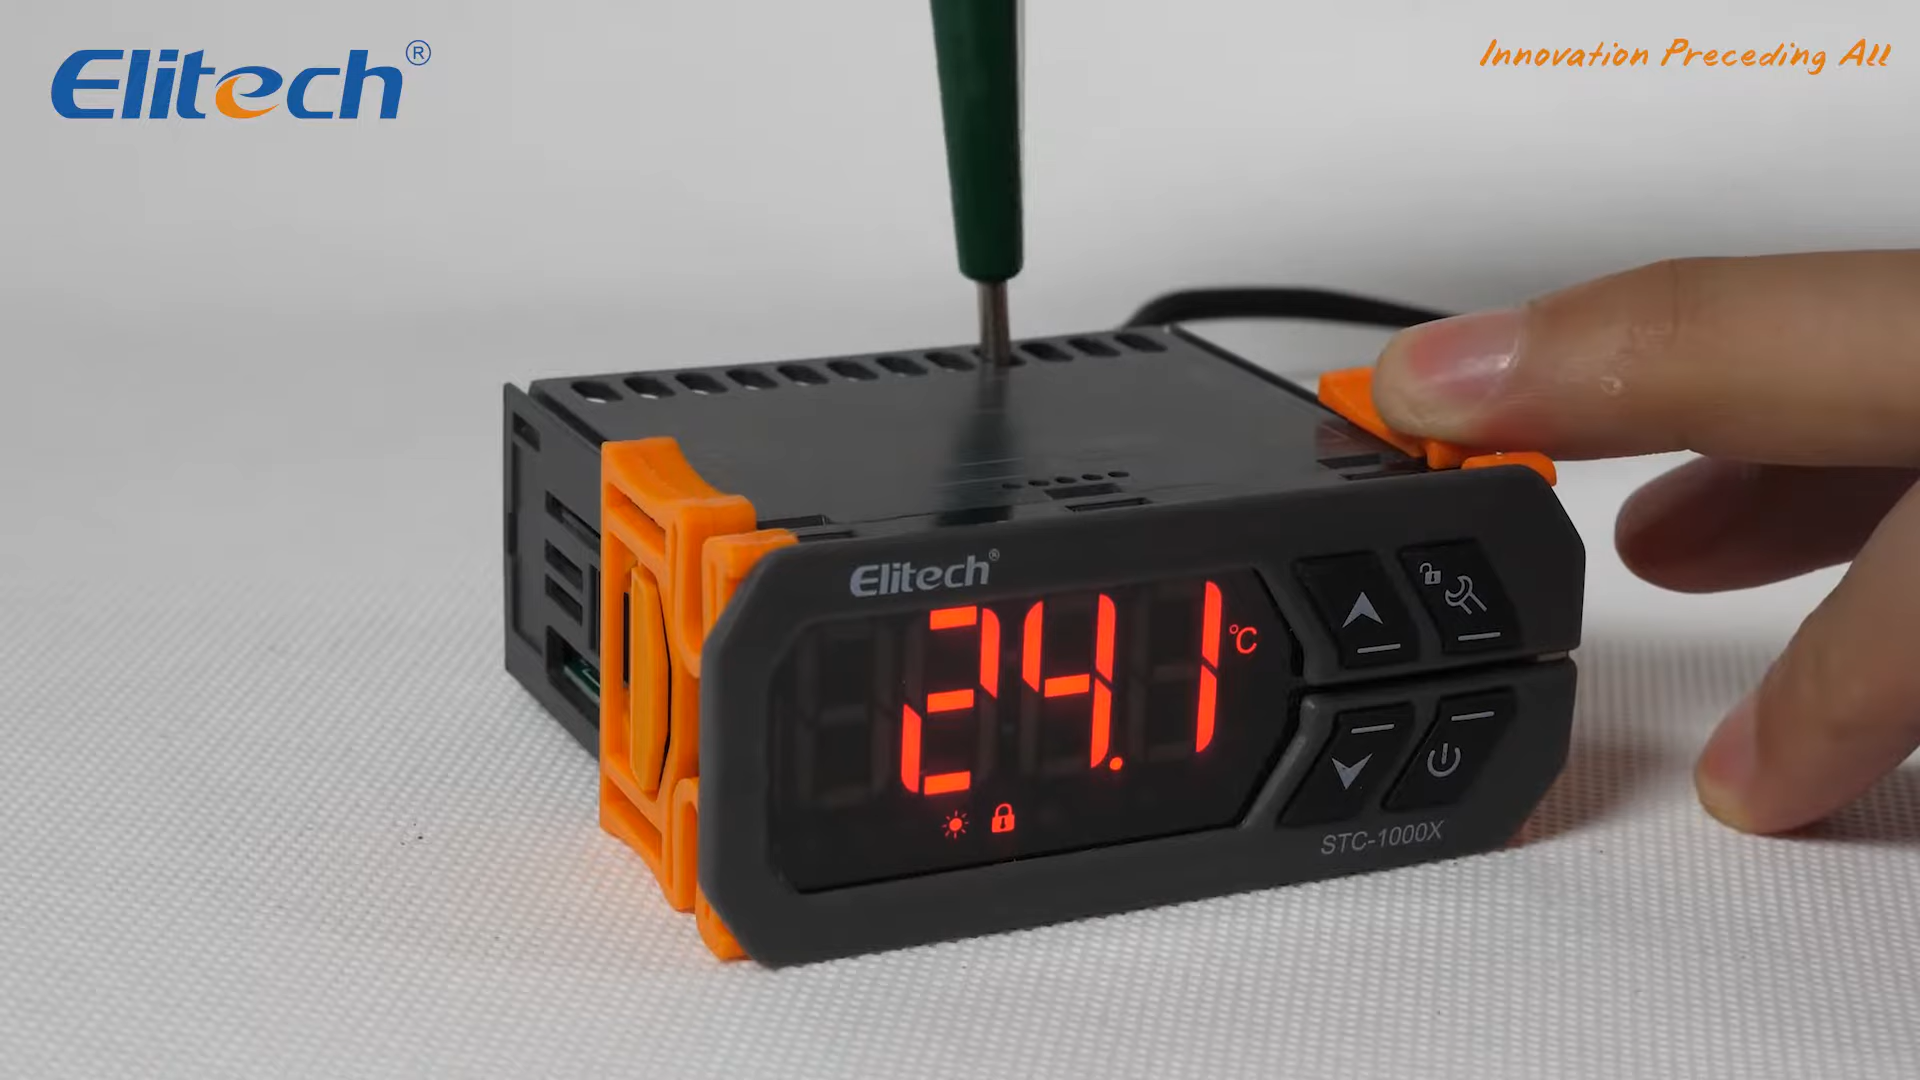 Elitech®
Innovation Preceding All
Elitech®
24.1 °C
STC-1000X